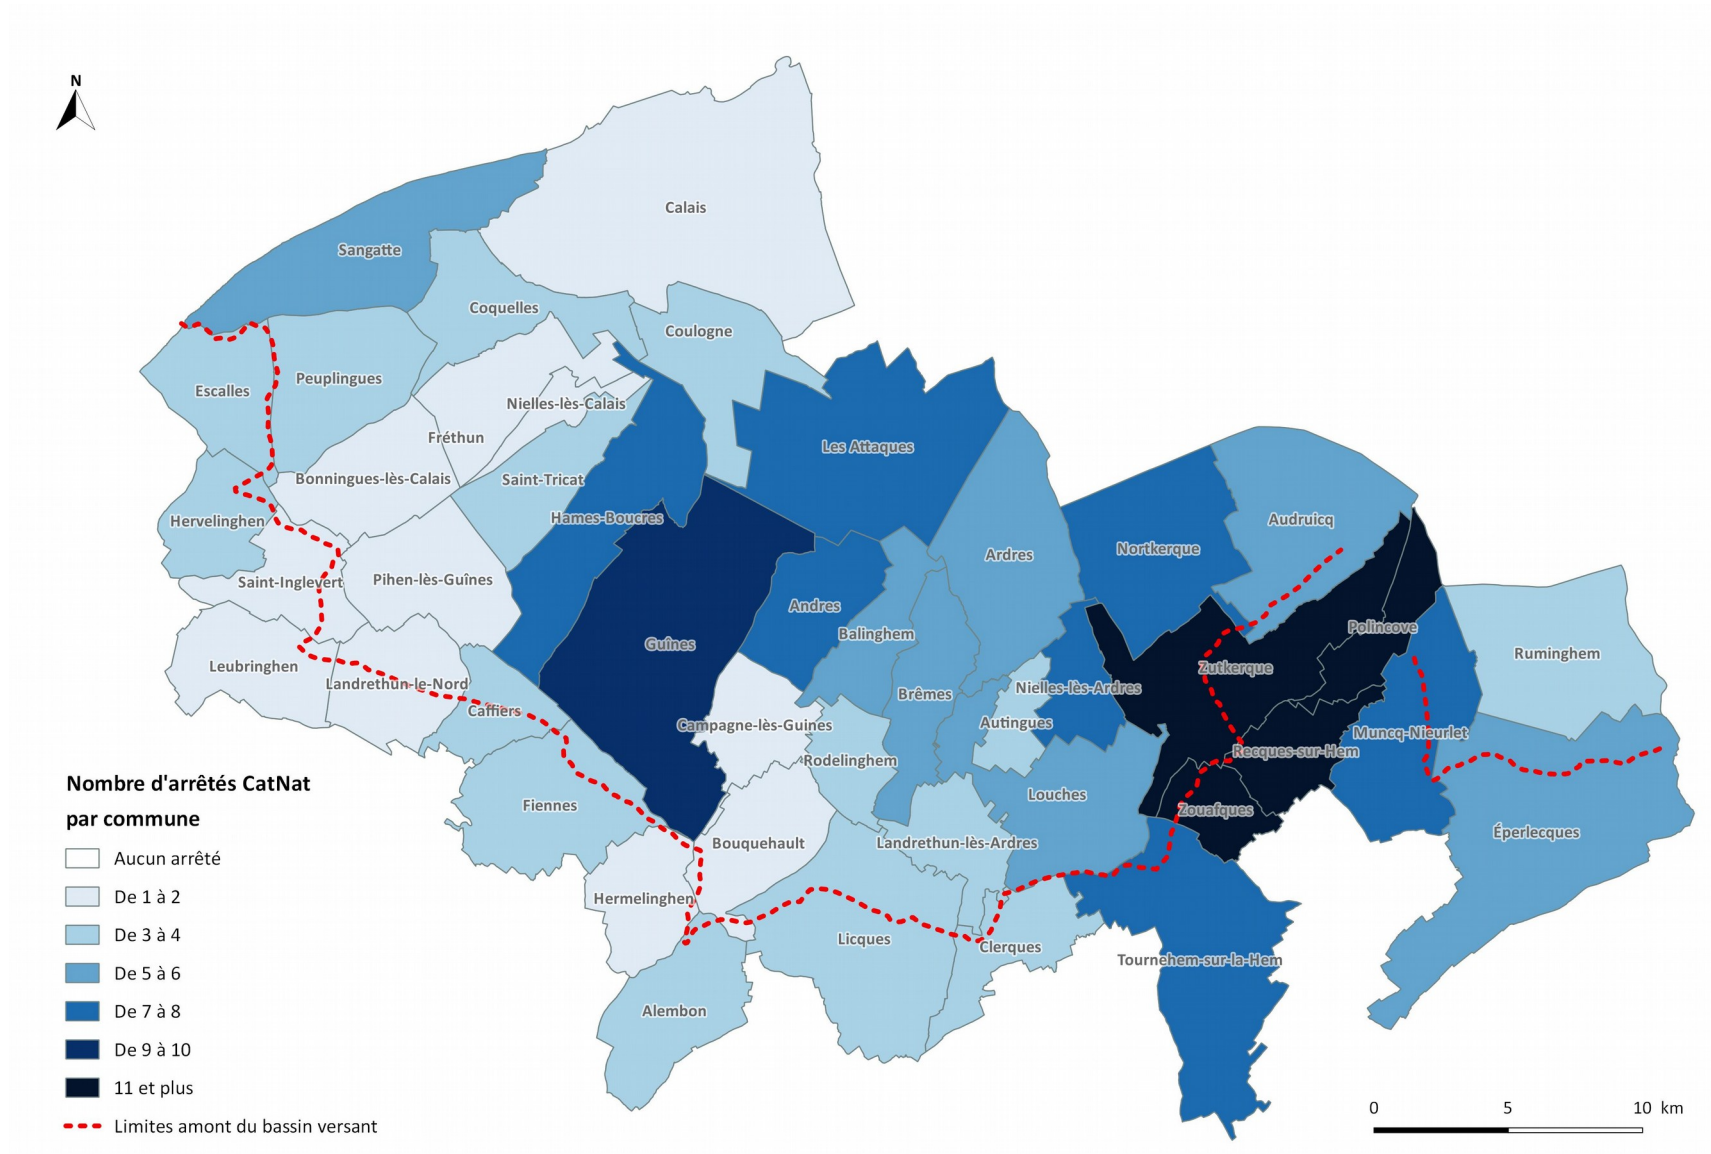 N
Calais
Sangatte
Coquelles
Coulogne
Peuplingues
Escalles
Nielles-lès-Calais
Fréthun
Les Attaques
Bonningues-lès-Calais
Saint-Tricat
Hervelinghen
Hames-Boucres
Audruicq
Nortkerque
Ardres
Saint-Inglevert
Pihen-lès-Guînes
Andres
Balinghem
Polincove
Guînes
Ruminghem
Leubringhen
Zutkerque
Landrethun-le-Nord
Nielles-lès-Ardres
Brêmes
Caffiers
Campagne-lès-Guines
Autingues
Muncq-Nieurlet
Recques-sur-Hem
Rodelinghem
Louches
Fiennes
Zouafques
Éperlecques
Bouquehault
Landrethun-lès-Ardres
Hermelinghen
Licques
Clerques
Tournehem-sur-la-Hem
Alembon
Nombre d'arrêtés CatNat
par commune
Aucun arrêté
De 1 à 2
De 3 à 4
De 5 à 6
De 7 à 8
De 9 à 10
11 et plus
Limites amont du bassin versant
0 5 10 km